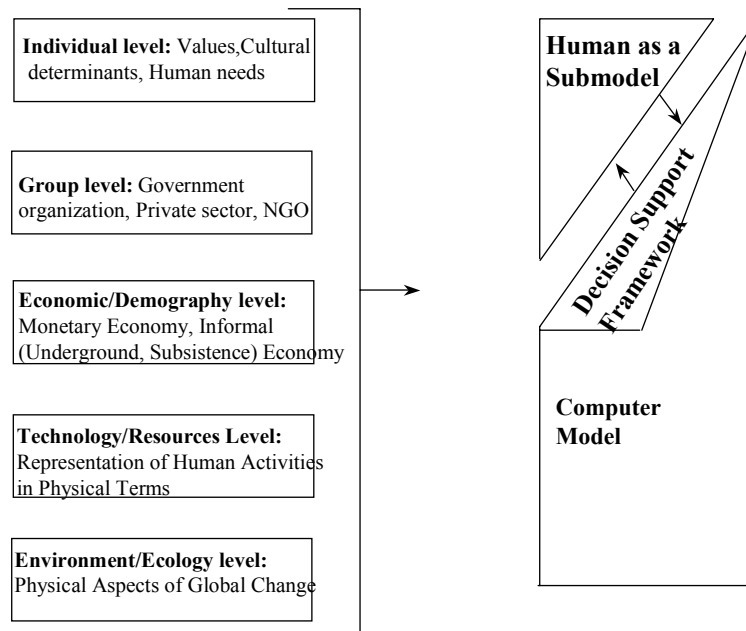 Individual level: Values,Cultural
determinants, Human needs
Group level: Government
organization, Private sector, NGO
Economic/Demography level:
Monetary Economy, Informal
(Underground, Subsistence) Economy
Technology/Resources Level:
Representation of Human Activities
in Physical Terms
Environment/Ecology level:
Physical Aspects of Global Change
Human as a
Submodel
Decision Support
Framework
Computer
Model